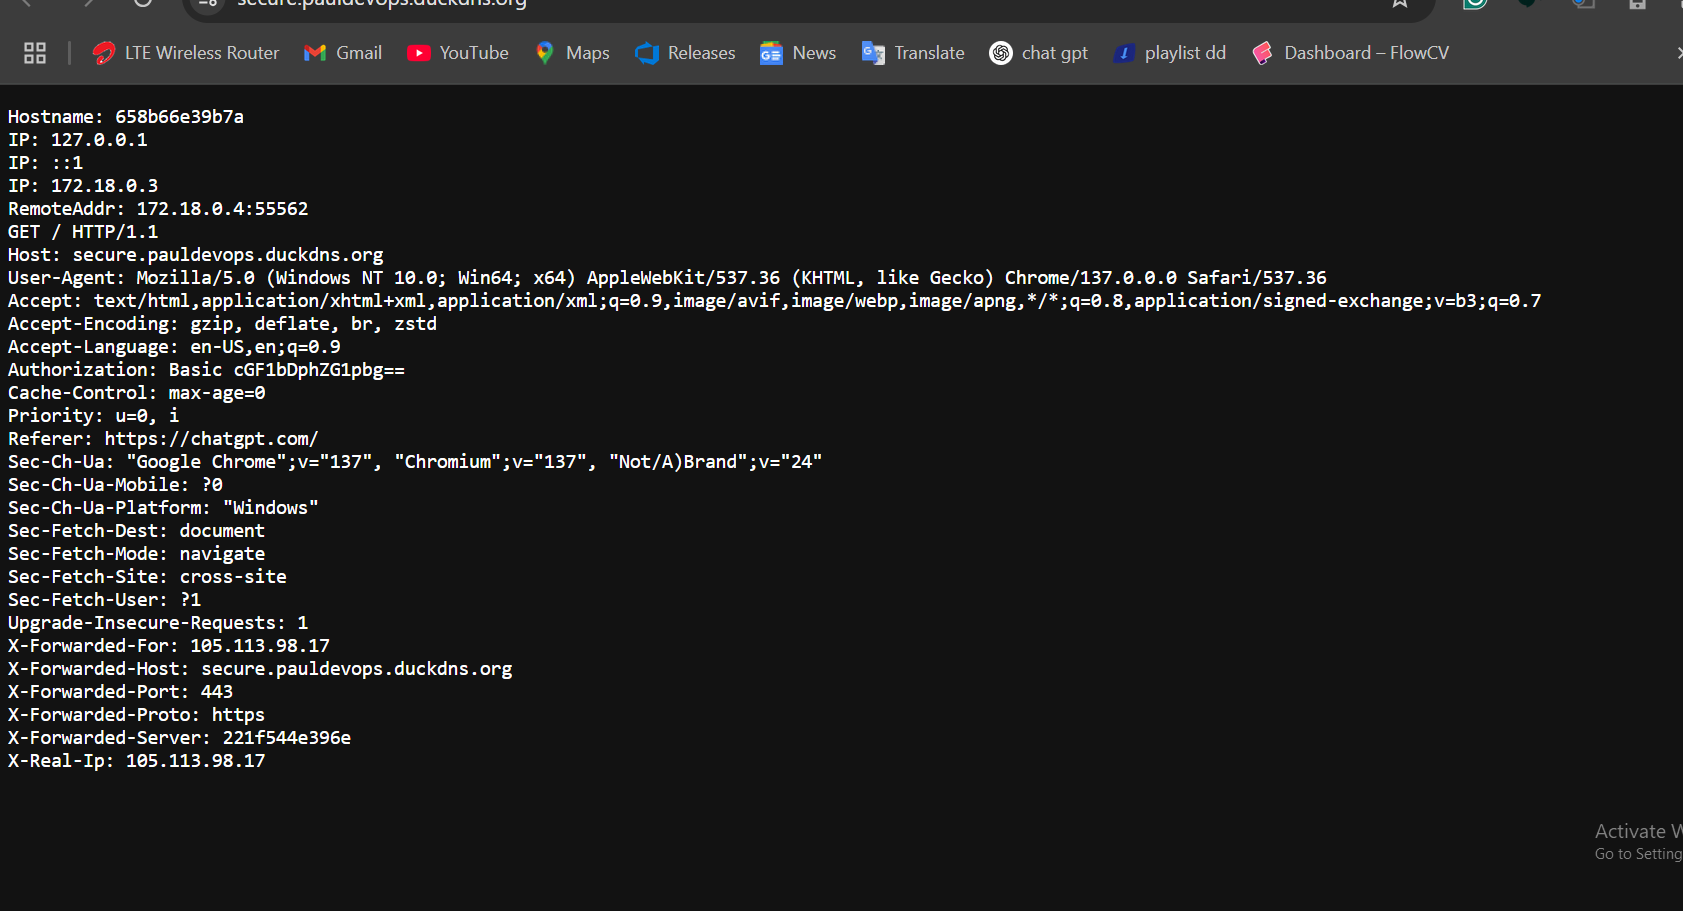 secure.pauldevops.duckdns.org
LTE Wireless Router Gmail YouTube Maps Releases News Translate chat gpt playlist dd Dashboard – FlowCV
Hostname: 658b66e39b7a
IP: 127.0.0.1
IP: ::1
IP: 172.18.0.3
RemoteAddr: 172.18.0.4:55562
GET / HTTP/1.1
Host: secure.pauldevops.duckdns.org
User-Agent: Mozilla/5.0 (Windows NT 10.0; Win64; x64) AppleWebKit/537.36 (KHTML, like Gecko) Chrome/137.0.0.0 Safari/537.36
Accept: text/html,application/xhtml+xml,application/xml;q=0.9,image/avif,image/webp,image/apng,*/*;q=0.8,application/signed-exchange;v=b3;q=0.7
Accept-Encoding: gzip, deflate, br, zstd
Accept-Language: en-US,en;q=0.9
Authorization: Basic cGF1bDphZG1pbg==
Cache-Control: max-age=0
Priority: u=0, i
Referer: https://chatgpt.com/
Sec-Ch-Ua: "Google Chrome";v="137", "Chromium";v="137", "Not/A)Brand";v="24"
Sec-Ch-Ua-Mobile: ?0
Sec-Ch-Ua-Platform: "Windows"
Sec-Fetch-Dest: document
Sec-Fetch-Mode: navigate
Sec-Fetch-Site: cross-site
Sec-Fetch-User: ?1
Upgrade-Insecure-Requests: 1
X-Forwarded-For: 105.113.98.17
X-Forwarded-Host: secure.pauldevops.duckdns.org
X-Forwarded-Port: 443
X-Forwarded-Proto: https
X-Forwarded-Server: 221f544e396e
X-Real-Ip: 105.113.98.17
Activate W
Go to Setting